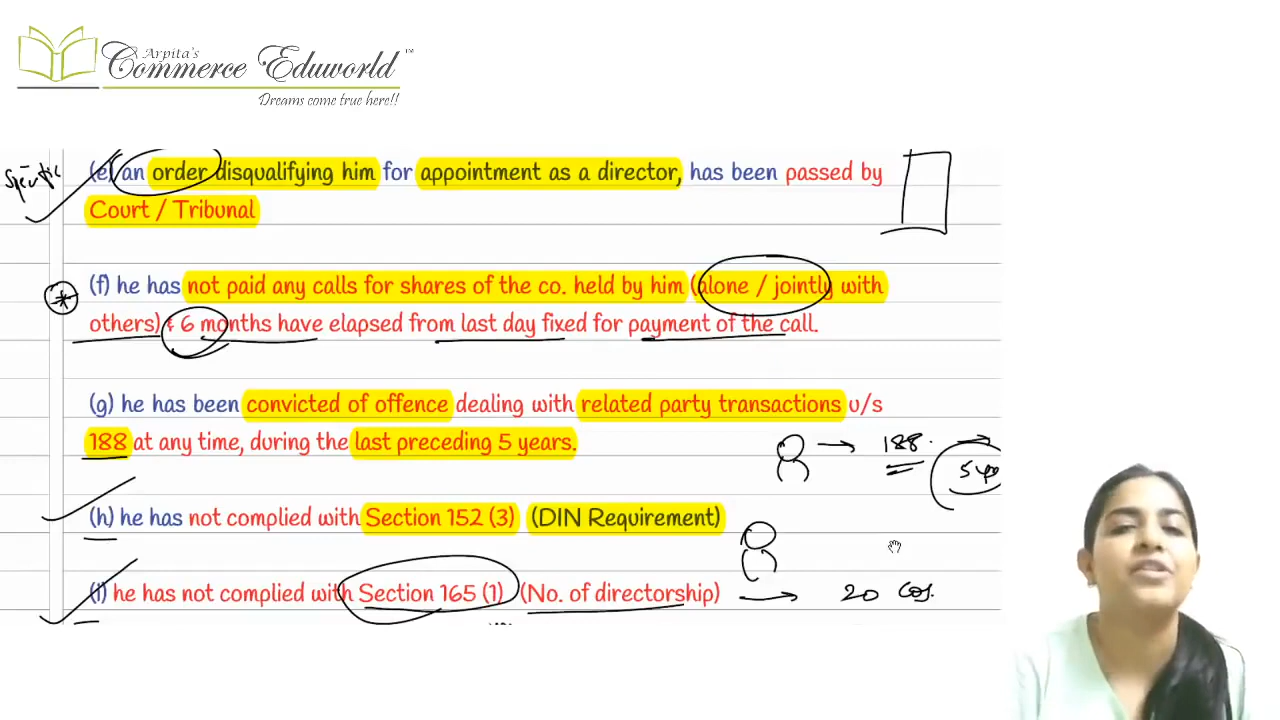 Arpita's
Commerce Eduworld™
Dreams come true here!!
Specific
(e) an order disqualifying him for appointment as a director, has been passed by
Court / Tribunal
(f) he has not paid any calls for shares of the co. held by him (alone / jointly with
others) & 6 months have elapsed from last day fixed for payment of the call.
(g) he has been convicted of offence dealing with related party transactions u/s
188 at any time, during the last preceding 5 years.
188.
(h) he has not complied with Section 152 (3) (DIN Requirement)
(I) he has not complied with Section 165 (1) (No. of directorship)
20 cos.